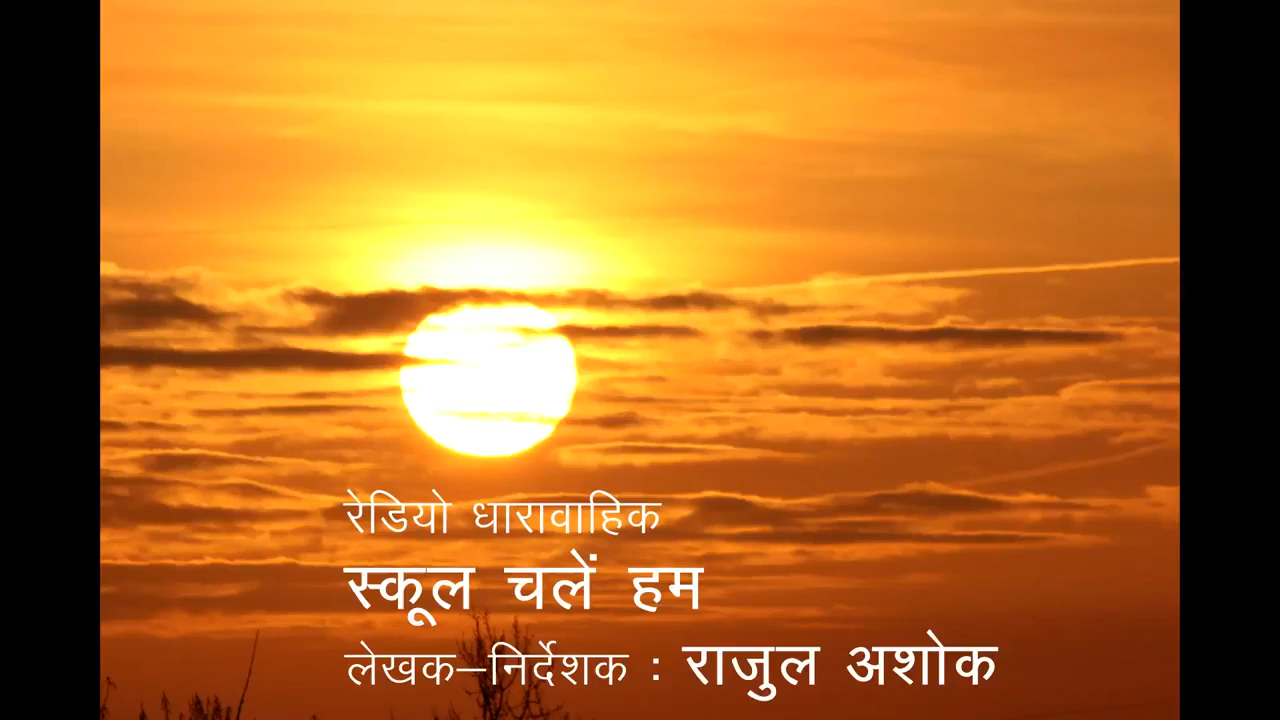 रेडियो धारावाहिक
स्कूल चलें हम
लेखक–निर्देशक : राजुल अशोक